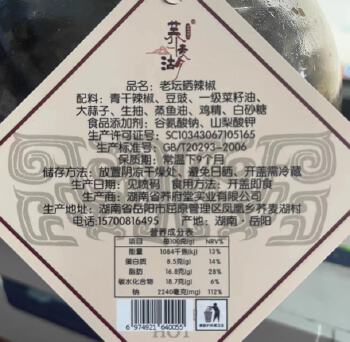 品名：老坛晒辣椒
配料：青干辣椒、豆豉、一级菜籽油、
大蒜子、生抽、蒸鱼油、鸡精、白砂糖
食品添加剂：谷氨酸钠、山梨酸钾
生产许可证号：SC10343067105165
生产标准号：GB/T20293-2006
保质期：常温下9个月
储存方法：放置阴凉干燥处、避免日晒、开盖需冷藏
生产日期：见喷码 食用方法：开盖即食
生产商：湖南省荞府堂实业有限公司
生产地址：湖南省岳阳市屈原管理区凤凰乡荞麦湖村
电话:15700816495 产地：湖南·岳阳
营养成分表
项目 每100克(g) NRV%
能量 1084千焦(kj) 13%
蛋白质 8.5克(g) 14%
脂肪 16.8克(g) 28%
碳水化合物 18.7克(g) 6%
钠 2240毫克(mg) 112%
6 974921 640055